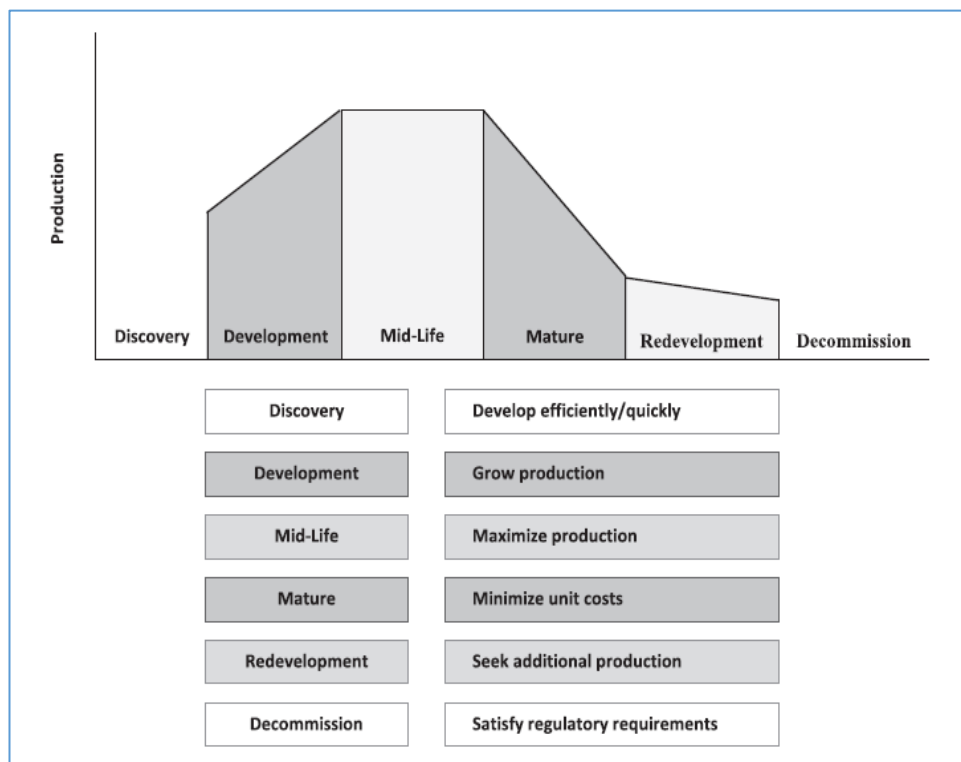 Production
Discovery
Development
Mid-Life
Mature
Redevelopment
Decommission
Discovery
Develop efficiently/quickly
Development
Grow production
Mid-Life
Maximize production
Mature
Minimize unit costs
Redevelopment
Seek additional production
Decommission
Satisfy regulatory requirements